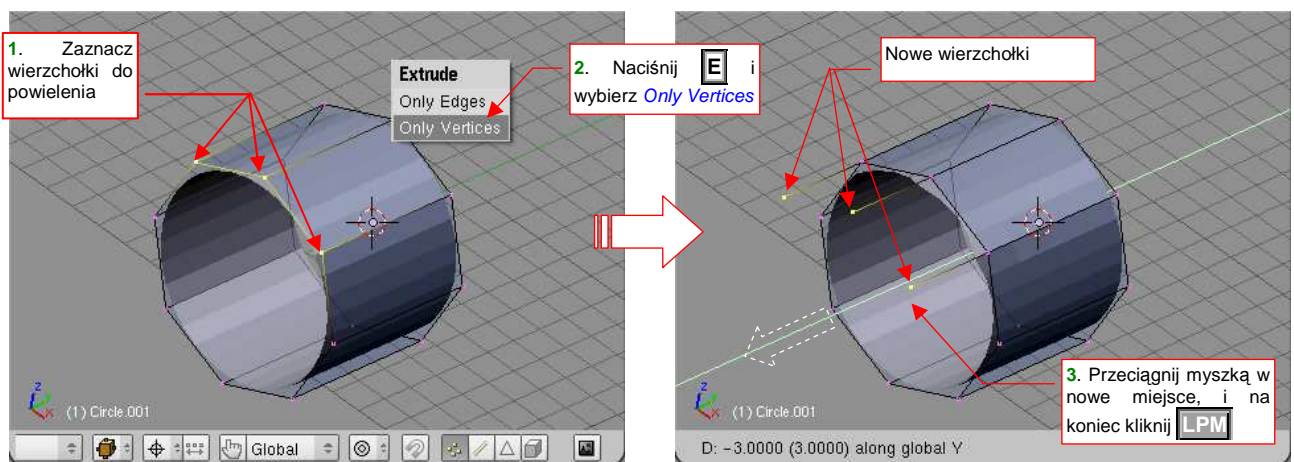 1. Zaznacz
wierzchołki do
powielenia
Extrude
Only Edges
Only Vertices
2. Naciśnij E i
wybierz Only Vertices
z
x
(1) Circle.001
Global
Nowe wierzchołki
3. Przeciągnij myszką w
nowe miejsce, i na
koniec kliknij LPM
z
x
(1) Circle.001
D: -3.0000 (3.0000) along global Y